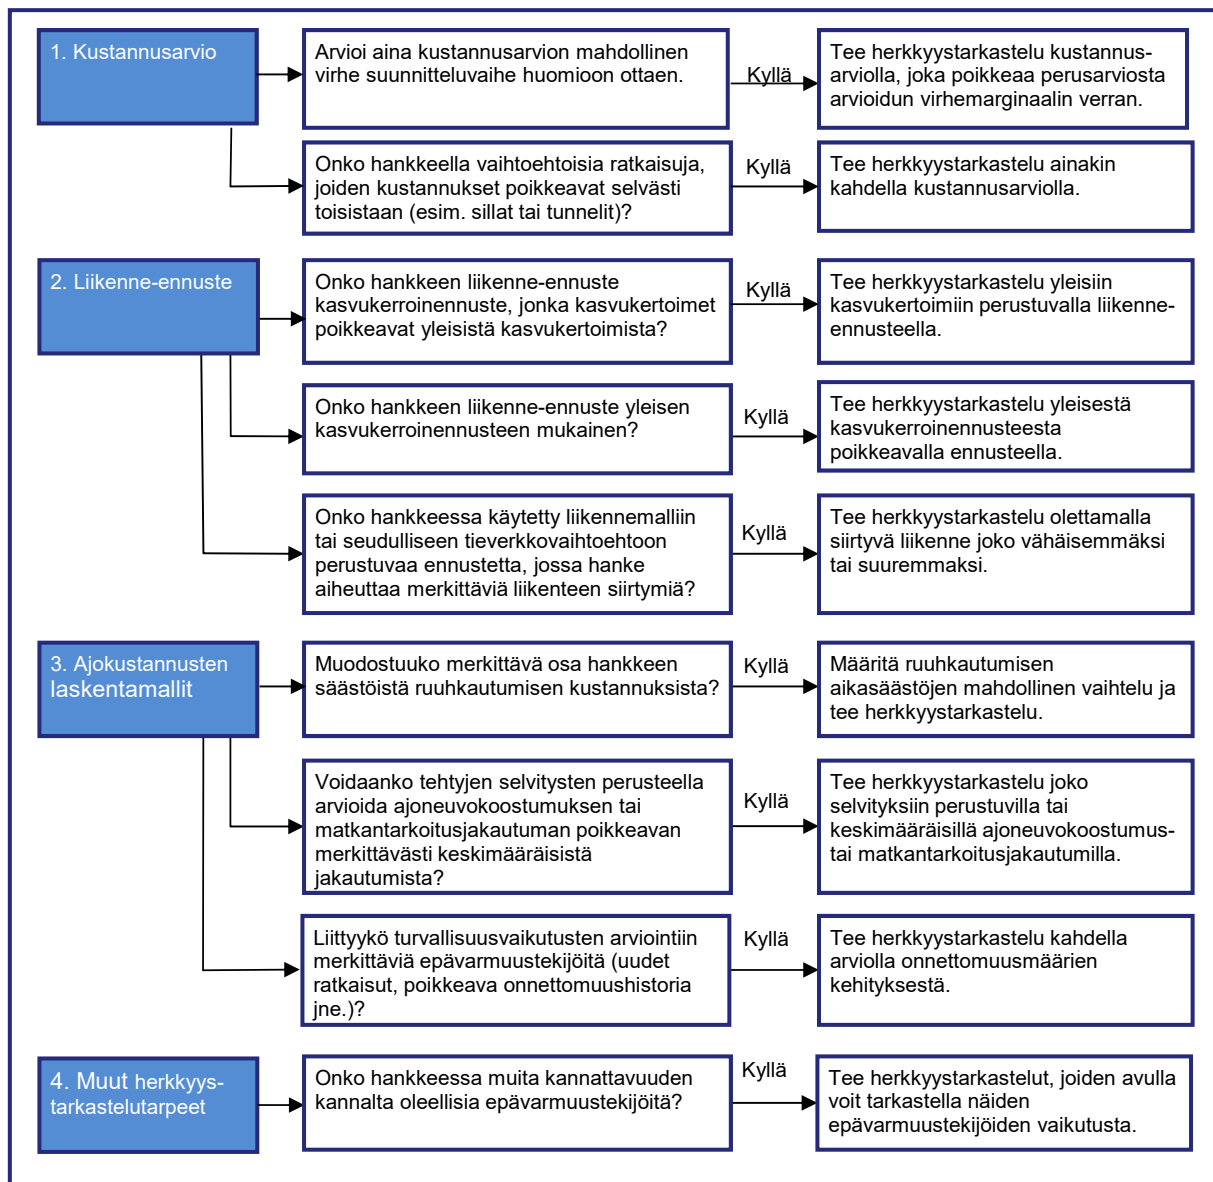 1. Kustannusarvio
Arvioi aina kustannusarvion mahdollinen
virhe suunnitteluvaihe huomioon ottaen.
Kyllä
Tee herkkyystarkastelu kustannus-
arviolla, joka poikkeaa perusarviosta
arvioidun virhemarginaalin verran.
Onko hankkeella vaihtoehtoisia ratkaisuja,
joiden kustannukset poikkeavat selvästi
toisistaan (esim. sillat tai tunnelit)?
Kyllä
Tee herkkyystarkastelu ainakin
kahdella kustannusarviolla.
2. Liikenne-ennuste
Onko hankkeen liikenne-ennuste
kasvukerroinennuste, jonka kasvukertoimet
poikkeavat yleisistä kasvukertoimista?
Kyllä
Tee herkkyystarkastelu yleisiin
kasvukertoimiin perustuvalla liikenne-
ennusteella.
Onko hankkeen liikenne-ennuste yleisen
kasvukerroinennusteen mukainen?
Kyllä
Tee herkkyystarkastelu yleisestä
kasvukerroinennusteesta
poikkeavalla ennusteella.
Onko hankkeessa käytetty liikennemalliin
tai seudulliseen tieverkkovaihtoehtoon
perustuvaa ennustetta, jossa hanke
aiheuttaa merkittäviä liikenteen siirtymiä?
Kyllä
Tee herkkyystarkastelu olettamalla
siirtyvä liikenne joko vähäisemmäksi
tai suuremmaksi.
3. Ajokustannusten
laskentamallit
Muodostuuko merkittävä osa hankkeen
säästöistä ruuhkautumisen kustannuksista?
Kyllä
Määritä ruuhkautumisen
aikasäästöjen mahdollinen vaihtelu ja
tee herkkyystarkastelu.
Voidaanko tehtyjen selvitysten perusteella
arvioida ajoneuvokoostumuksen tai
matkantarkoitusjakautuman poikkeavan
merkittävästi keskimääräisistä
jakautumista?
Kyllä
Tee herkkyystarkastelu joko
selvityksiin perustuvilla tai
keskimääräisillä ajoneuvokoostumus-
tai matkantarkoitusjakautumilla.
Liittyykö turvallisuusvaikutusten arviointiin
merkittäviä epävarmuustekijöitä (uudet
ratkaisut, poikkeava onnettomuushistoria
jne.)?
Kyllä
Tee herkkyystarkastelu kahdella
arviolla onnettomuusmäärien
kehityksestä.
4. Muut herkkyys-
tarkastelutarpeet
Onko hankkeessa muita kannattavuuden
kannalta oleellisia epävarmuustekijöitä?
Kyllä
Tee herkkyystarkastelut, joiden avulla
voit tarkastella näiden
epävarmuustekijöiden vaikutusta.